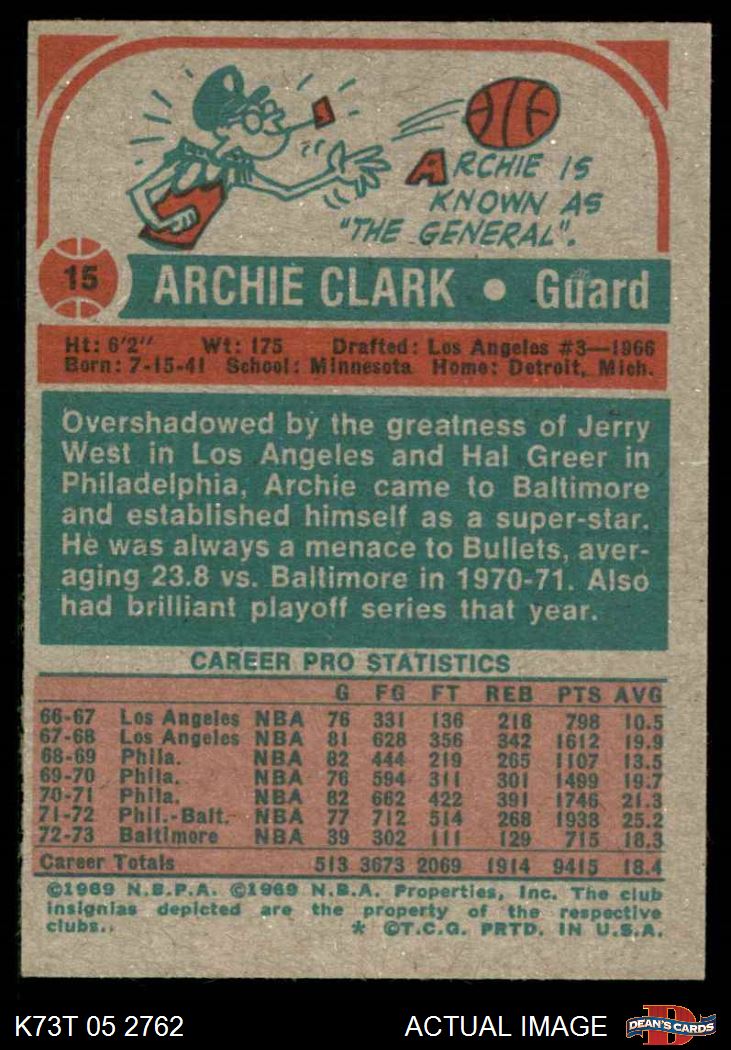 ARCHIE IS
KNOWN AS
"THE GENERAL".
15 ARCHIE CLARK • Guard
Ht: 6'2" Wt: 175 Drafted: Los Angeles #3—1966
Born: 7-15-41 School: Minnesota Home: Detroit, Mich.
Overshadowed by the greatness of Jerry
West in Los Angeles and Hal Greer in
Philadelphia, Archie came to Baltimore
and established himself as a super-star.
He was always a menace to Bullets, aver-
aging 23.8 vs. Baltimore in 1970-71. Also
had brilliant playoff series that year.
CAREER PRO STATISTICS
G FG FT REB PTS AVG
66-67 Los Angeles NBA 76 331 136 218 798 10.5
67-68 Los Angeles NBA 81 628 356 342 1612 19.9
68-69 Phila. NBA 82 444 219 265 1107 13.5
69-70 Phila. NBA 76 594 311 301 1499 19.7
70-71 Phila. NBA 82 662 422 391 1746 21.3
71-72 Phil.-Balt. NBA 77 712 514 268 1938 25.2
72-73 Baltimore NBA 39 302 111 129 715 18.3
Career Totals 513 3673 2069 1914 9415 18.4
©1969 N.B.P.A. ©1969 N.B.A. Properties, Inc. The club
insignias depicted are the property of the respective
clubs..
* ©T.C.G. PRTD. IN U.S.A.
K73T 05 2762 ACTUAL IMAGE D DEAN'S CARDS